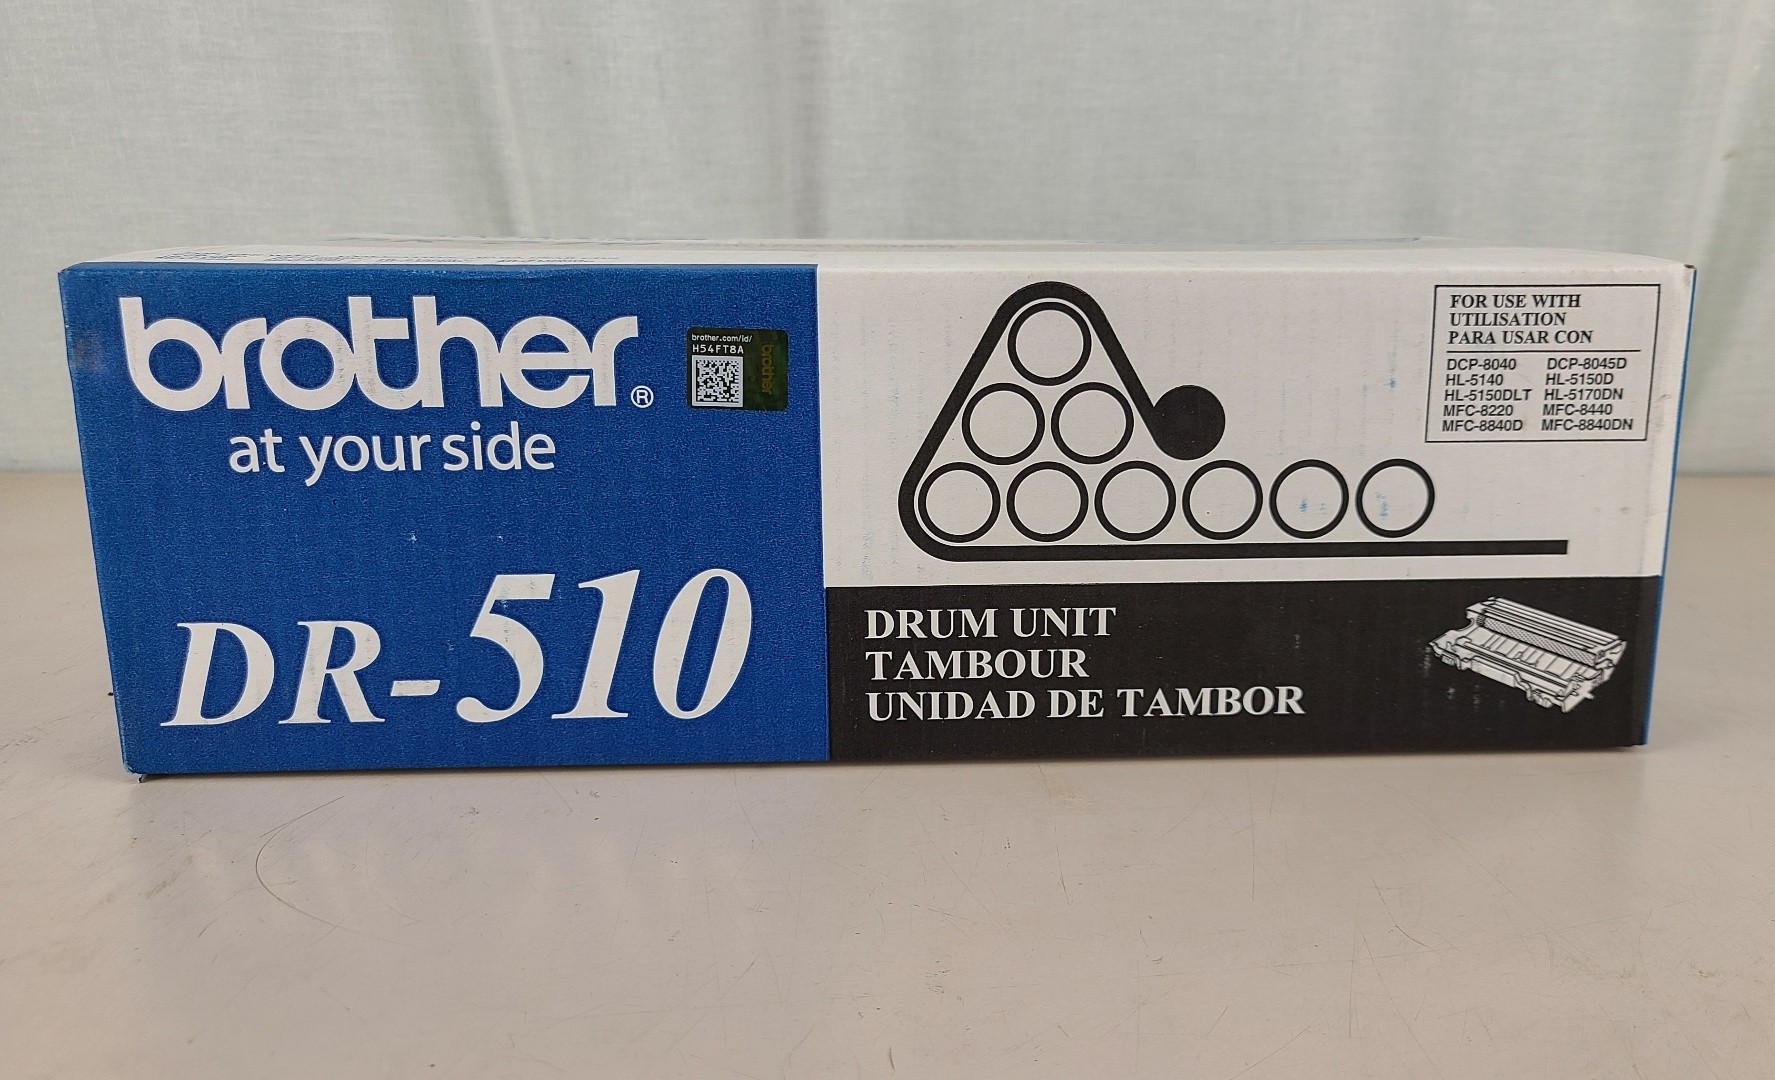 brother®
at your side
brother.com/id/
H54FT8A
brother
DR-510
FOR USE WITH
UTILISATION
PARA USAR CON
DCP-8040 DCP-8045D
HL-5140 HL-5150D
HL-5150DLT HL-5170DN
MFC-8220 MFC-8440
MFC-8840D MFC-8840DN
DRUM UNIT
TAMBOUR
UNIDAD DE TAMBOR